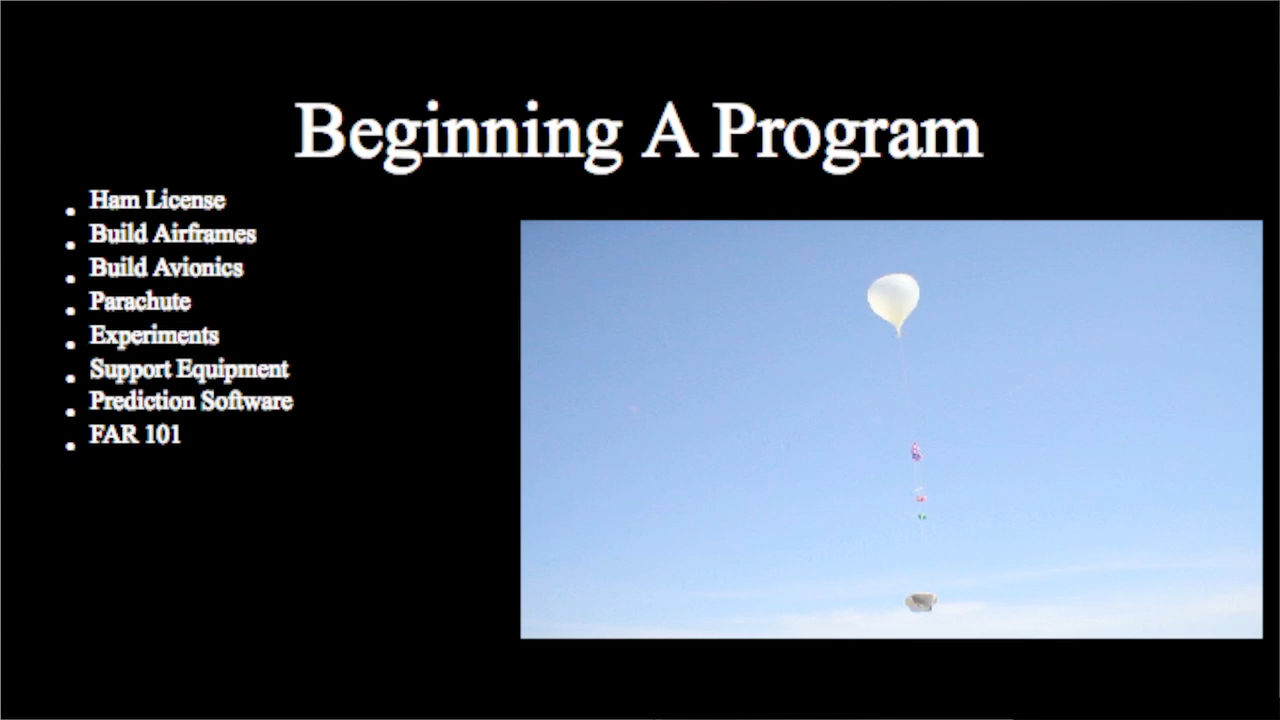 Beginning A Program
Ham License
Build Airframes
Build Avionics
Parachute
Experiments
Support Equipment
Prediction Software
FAR 101